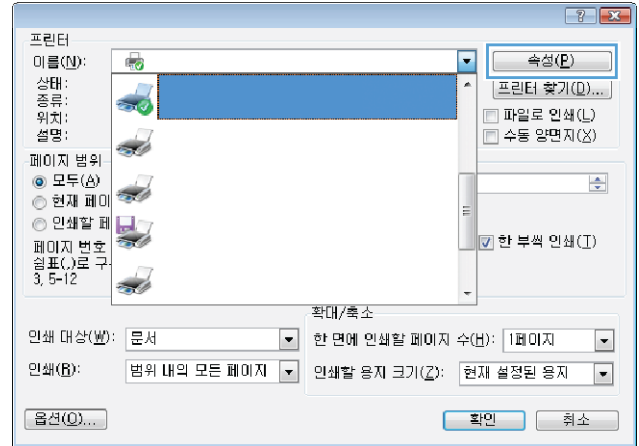 프린터
이름(N):
속성(P)
상태:
프린터 찾기(D)...
종류:
위치:
파일로 인쇄(L)
설명:
수동 양면지(X)
페이지 범위
모두(A)
현재 페이
인쇄할 페
페이지 번호
한 부씩 인쇄(T)
쉼표(,)로 구
3, 5-12
확대/축소
인쇄 대상(W):
문서
한 면에 인쇄할 페이지 수(H):
1페이지
인쇄(R):
범위 내의 모든 페이지
인쇄할 용지 크기(Z):
현재 설정된 용지
옵션(O)...
확인
취소